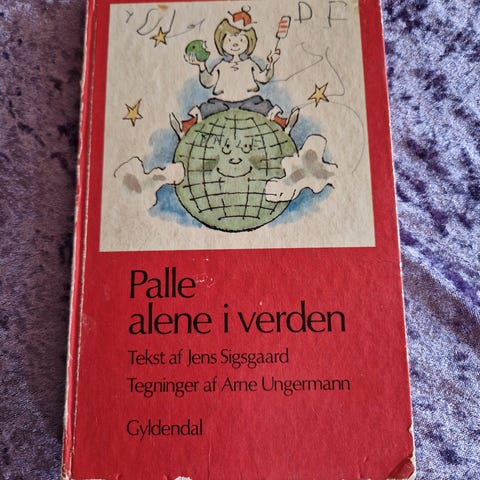 D E
Palle
alene i verden
Tekst af Jens Sigsgaard
Tegninger af Arne Ungermann
Gyldendal